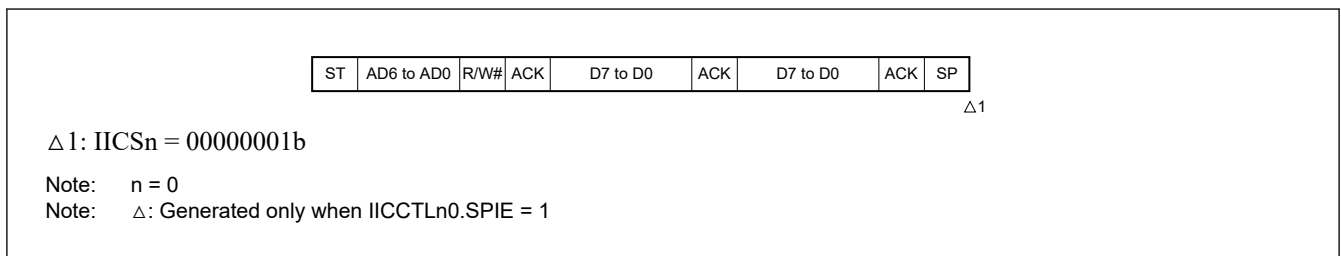 ST AD6 to AD0 R/W# ACK D7 to D0 ACK D7 to D0 ACK SP
△1
△1: IICSn = 00000001b
Note: n = 0
Note: △: Generated only when IICCTLn0.SPIE = 1